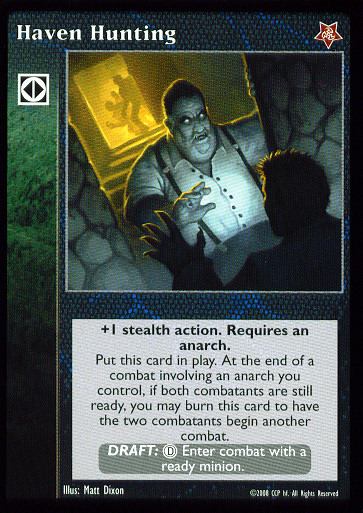 Haven Hunting
+1 stealth action. Requires an
anarch.
Put this card in play. At the end of a
combat involving an anarch you
control, if both combatants are still
ready, you may burn this card to have
the two combatants begin another
combat.
DRAFT: Ⓓ Enter combat with a
ready minion.
Illus: Matt Dixon
©2008 CCP hf. All Rights Reserved